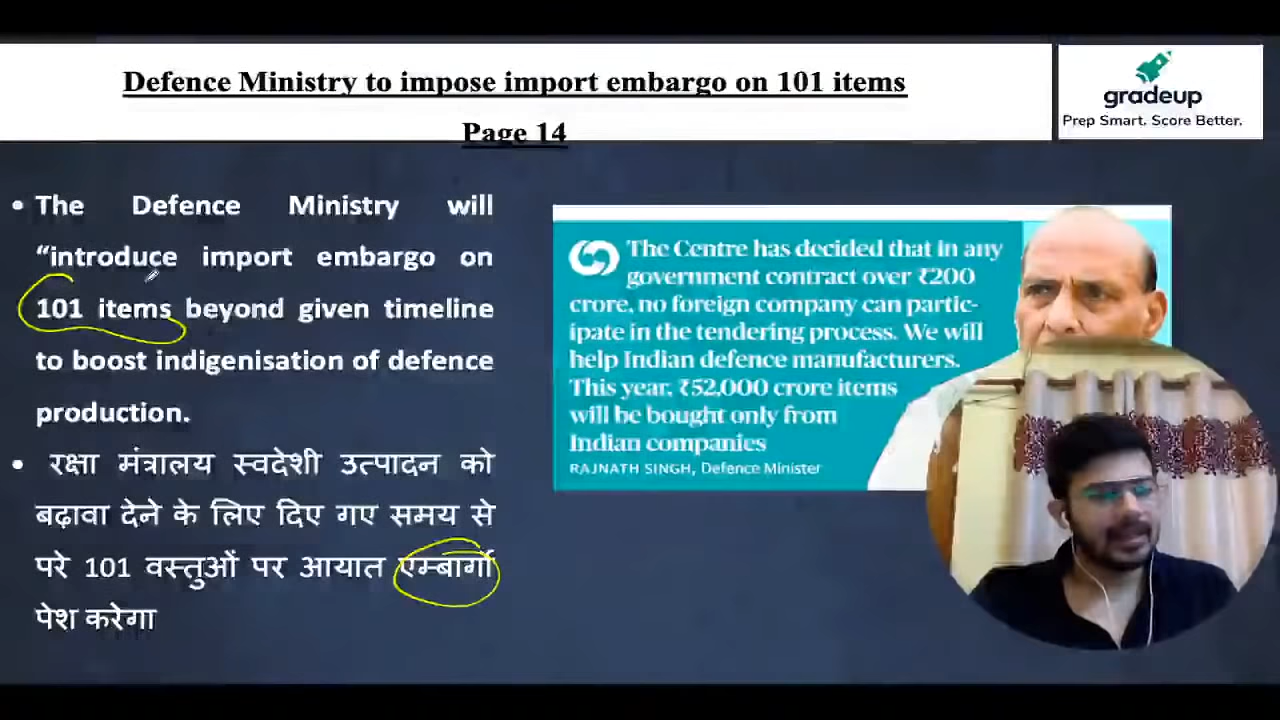 Defence Ministry to impose import embargo on 101 items
Page 14
gradeup
Prep Smart. Score Better.
• The Defence Ministry will
“introduce import embargo on
101 items beyond given timeline
to boost indigenisation of defence
production.
• रक्षा मंत्रालय स्वदेशी उत्पादन को
बढ़ावा देने के लिए दिए गए समय से
परे 101 वस्तुओं पर आयात एम्बार्गो
पेश करेगा
The Centre has decided that in any
government contract over ₹200
crore, no foreign company can partic-
ipate in the tendering process. We will
help Indian defence manufacturers.
This year, ₹52,000 crore items
will be bought only from
Indian companies
RAJNATH SINGH, Defence Minister